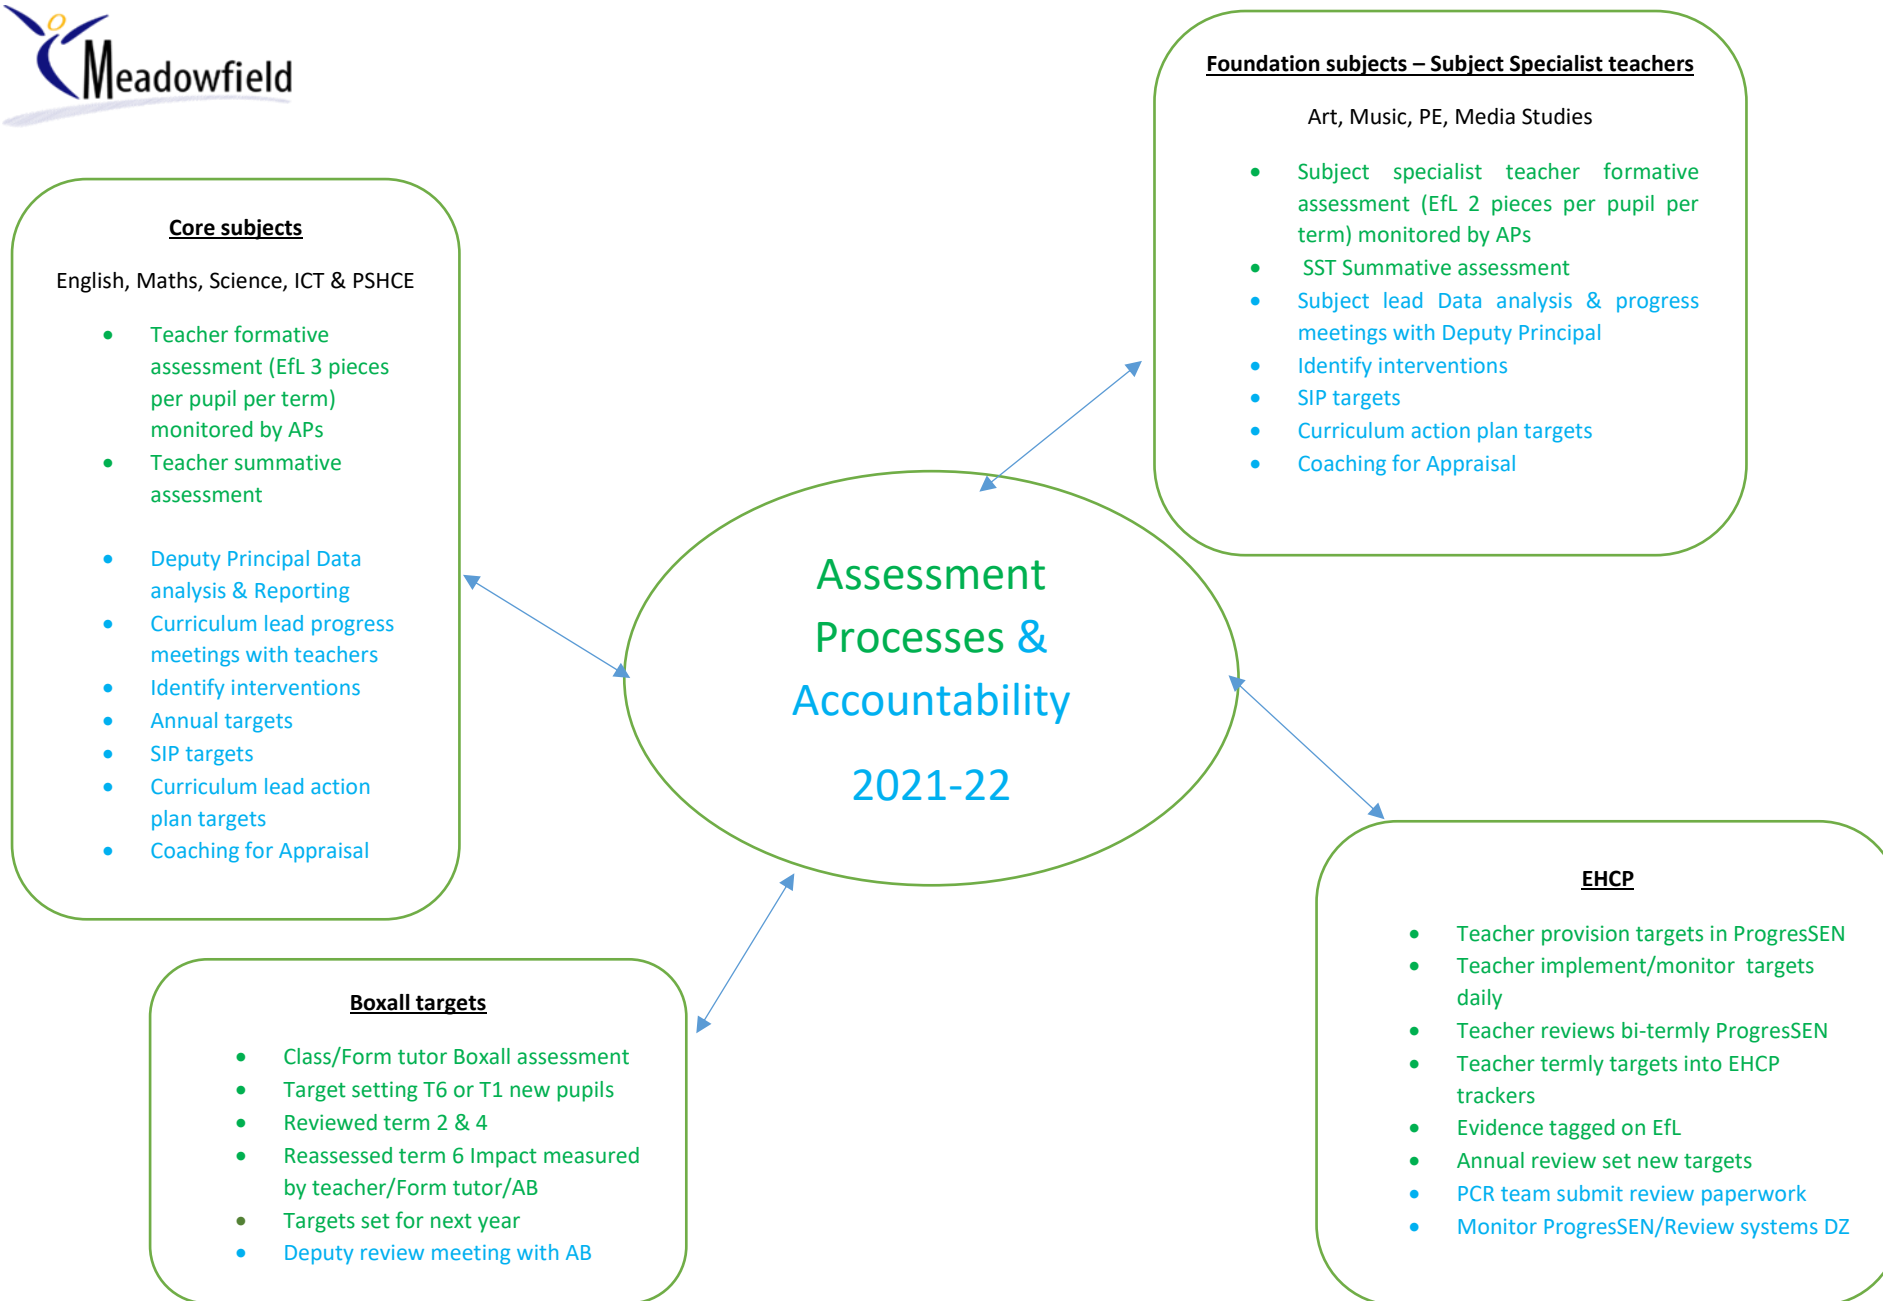 Meadowfield
Foundation subjects – Subject Specialist teachers
Art, Music, PE, Media Studies
• Subject specialist teacher formative
assessment (EfL 2 pieces per pupil per
term) monitored by APs
• SST Summative assessment
• Subject lead Data analysis & progress
meetings with Deputy Principal
• Identify interventions
• SIP targets
• Curriculum action plan targets
• Coaching for Appraisal
Core subjects
English, Maths, Science, ICT & PSHCE
• Teacher formative
assessment (EfL 3 pieces
per pupil per term)
monitored by APs
• Teacher summative
assessment
• Deputy Principal Data
analysis & Reporting
• Curriculum lead progress
meetings with teachers
• Identify interventions
• Annual targets
• SIP targets
• Curriculum lead action
plan targets
• Coaching for Appraisal
Assessment
Processes &
Accountability
2021-22
EHCP
• Teacher provision targets in ProgresSEN
• Teacher implement/monitor targets
daily
• Teacher reviews bi-termly ProgresSEN
• Teacher termly targets into EHCP
trackers
• Evidence tagged on EfL
• Annual review set new targets
• PCR team submit review paperwork
• Monitor ProgresSEN/Review systems DZ
Boxall targets
• Class/Form tutor Boxall assessment
• Target setting T6 or T1 new pupils
• Reviewed term 2 & 4
• Reassessed term 6 Impact measured
by teacher/Form tutor/AB
• Targets set for next year
• Deputy review meeting with AB